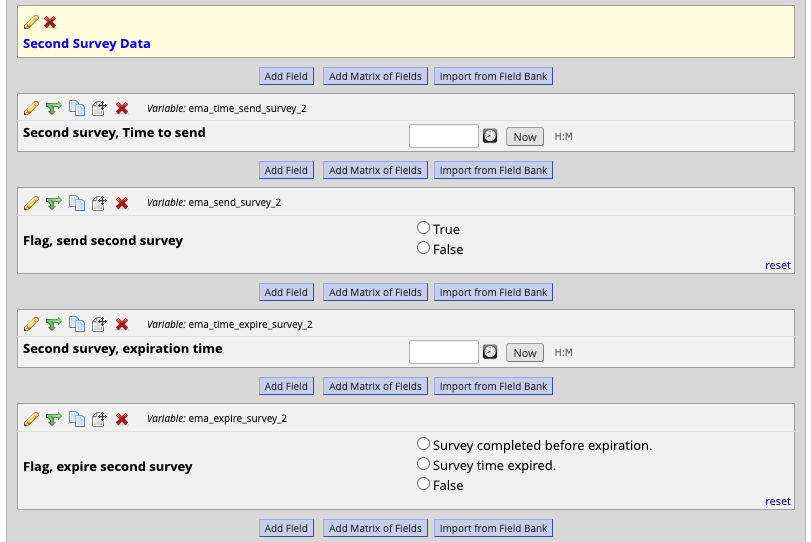 Second Survey Data
Add Field Add Matrix of Fields Import from Field Bank
Variable: ema_time_send_survey_2
Second survey, Time to send Now H:M
Add Field Add Matrix of Fields Import from Field Bank
Variable: ema_send_survey_2
True
Flag, send second survey
False
reset
Add Field Add Matrix of Fields Import from Field Bank
Variable: ema_time_expire_survey_2
Second survey, expiration time Now H:M
Add Field Add Matrix of Fields Import from Field Bank
Variable: ema_expire_survey_2
Survey completed before expiration.
Flag, expire second survey Survey time expired.
False
reset
Add Field Add Matrix of Fields Import from Field Bank